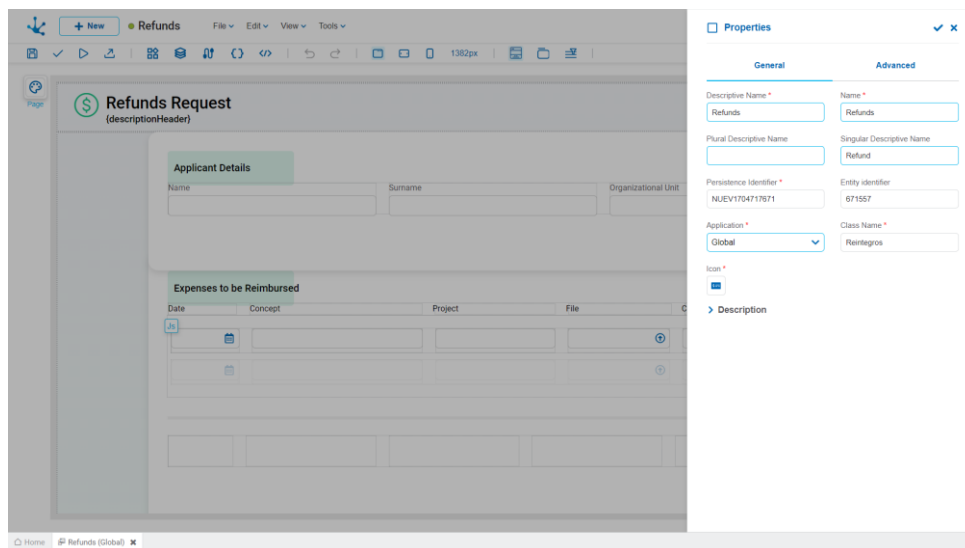 + New
Refunds
File
Edit
View
Tools
1382px
Page
Refunds Request
{descriptionHeader}
Applicant Details
Name
Surname
Organizational Unit
Expenses to be Reimbursed
Date
Concept
Project
File
C
Js
Properties
General
Advanced
Descriptive Name *
Name *
Refunds
Refunds
Plural Descriptive Name
Singular Descriptive Name
Refund
Persistence Identifier *
Entity identifier
NUEV1704717671
671557
Application *
Class Name *
Global
Reintegros
Icon *
Description
Home
Refunds (Global)